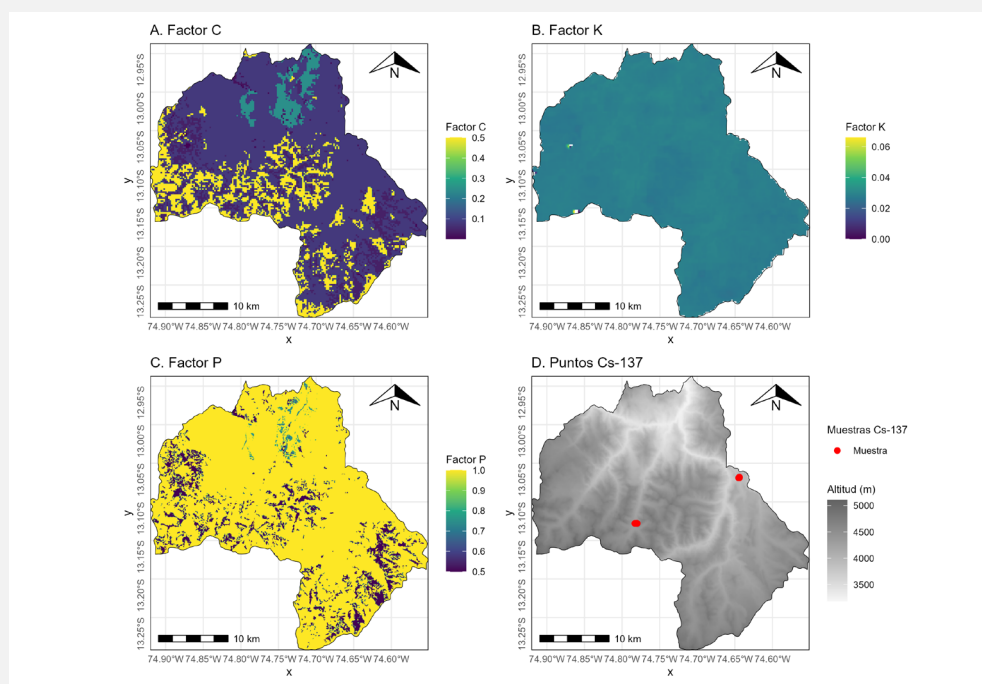 A. Factor C
N
12.95°S
13.00°S
13.05°S
13.10°S
13.15°S
13.20°S
13.25°S
y
10 km
74.90°W 74.85°W 74.80°W 74.75°W 74.70°W 74.65°W 74.60°W
x
Factor C
0.5
0.4
0.3
0.2
0.1
B. Factor K
N
12.95°S
13.00°S
13.05°S
13.10°S
13.15°S
13.20°S
13.25°S
y
10 km
74.90°W 74.85°W 74.80°W 74.75°W 74.70°W 74.65°W 74.60°W
x
Factor K
0.06
0.04
0.02
0.00
C. Factor P
N
12.95°S
13.00°S
13.05°S
13.10°S
13.15°S
13.20°S
13.25°S
y
10 km
74.90°W 74.85°W 74.80°W 74.75°W 74.70°W 74.65°W 74.60°W
x
Factor P
1.0
0.9
0.8
0.7
0.6
0.5
D. Puntos Cs-137
N
12.95°S
13.00°S
13.05°S
13.10°S
13.15°S
13.20°S
13.25°S
y
10 km
74.90°W 74.85°W 74.80°W 74.75°W 74.70°W 74.65°W 74.60°W
x
Muestras Cs-137
Muestra
Altitud (m)
5000
4500
4000
3500